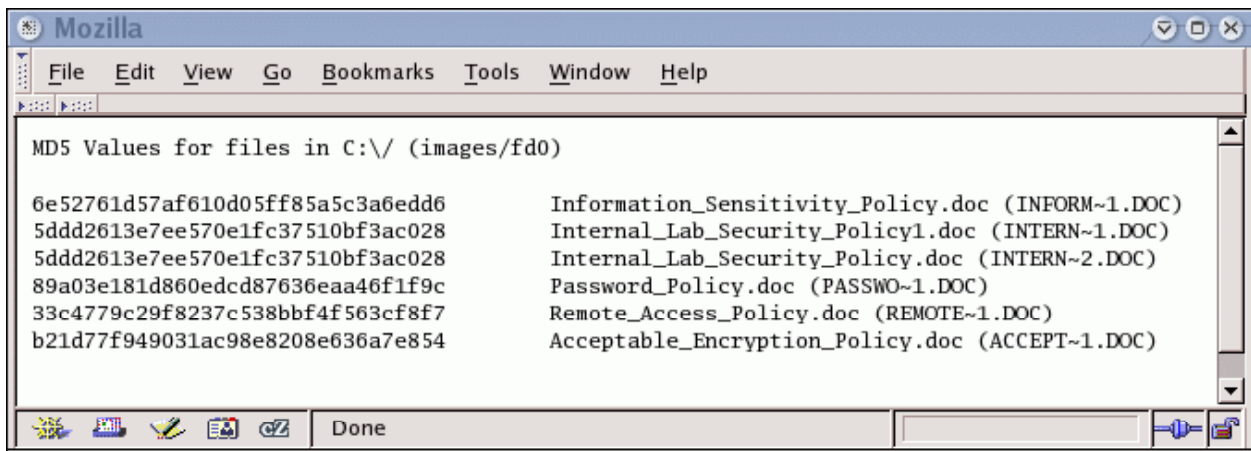 Mozilla
File Edit View Go Bookmarks Tools Window Help
MD5 Values for files in C:\/ (images/fd0)
6e52761d57af610d05ff85a5c3a6edd6 Information_Sensitivity_Policy.doc (INFORM~1.DOC)
5ddd2613e7ee570e1fc37510bf3ac028 Internal_Lab_Security_Policy1.doc (INTERN~1.DOC)
5ddd2613e7ee570e1fc37510bf3ac028 Internal_Lab_Security_Policy.doc (INTERN~2.DOC)
89a03e181d860edcd87636eaa46f1f9c Password_Policy.doc (PASSWO~1.DOC)
33c4779c29f8237c538bbf4f563cf8f7 Remote_Access_Policy.doc (REMOTE~1.DOC)
b21d77f949031ac98e8208e636a7e854 Acceptable_Encryption_Policy.doc (ACCEPT~1.DOC)
cZ Done